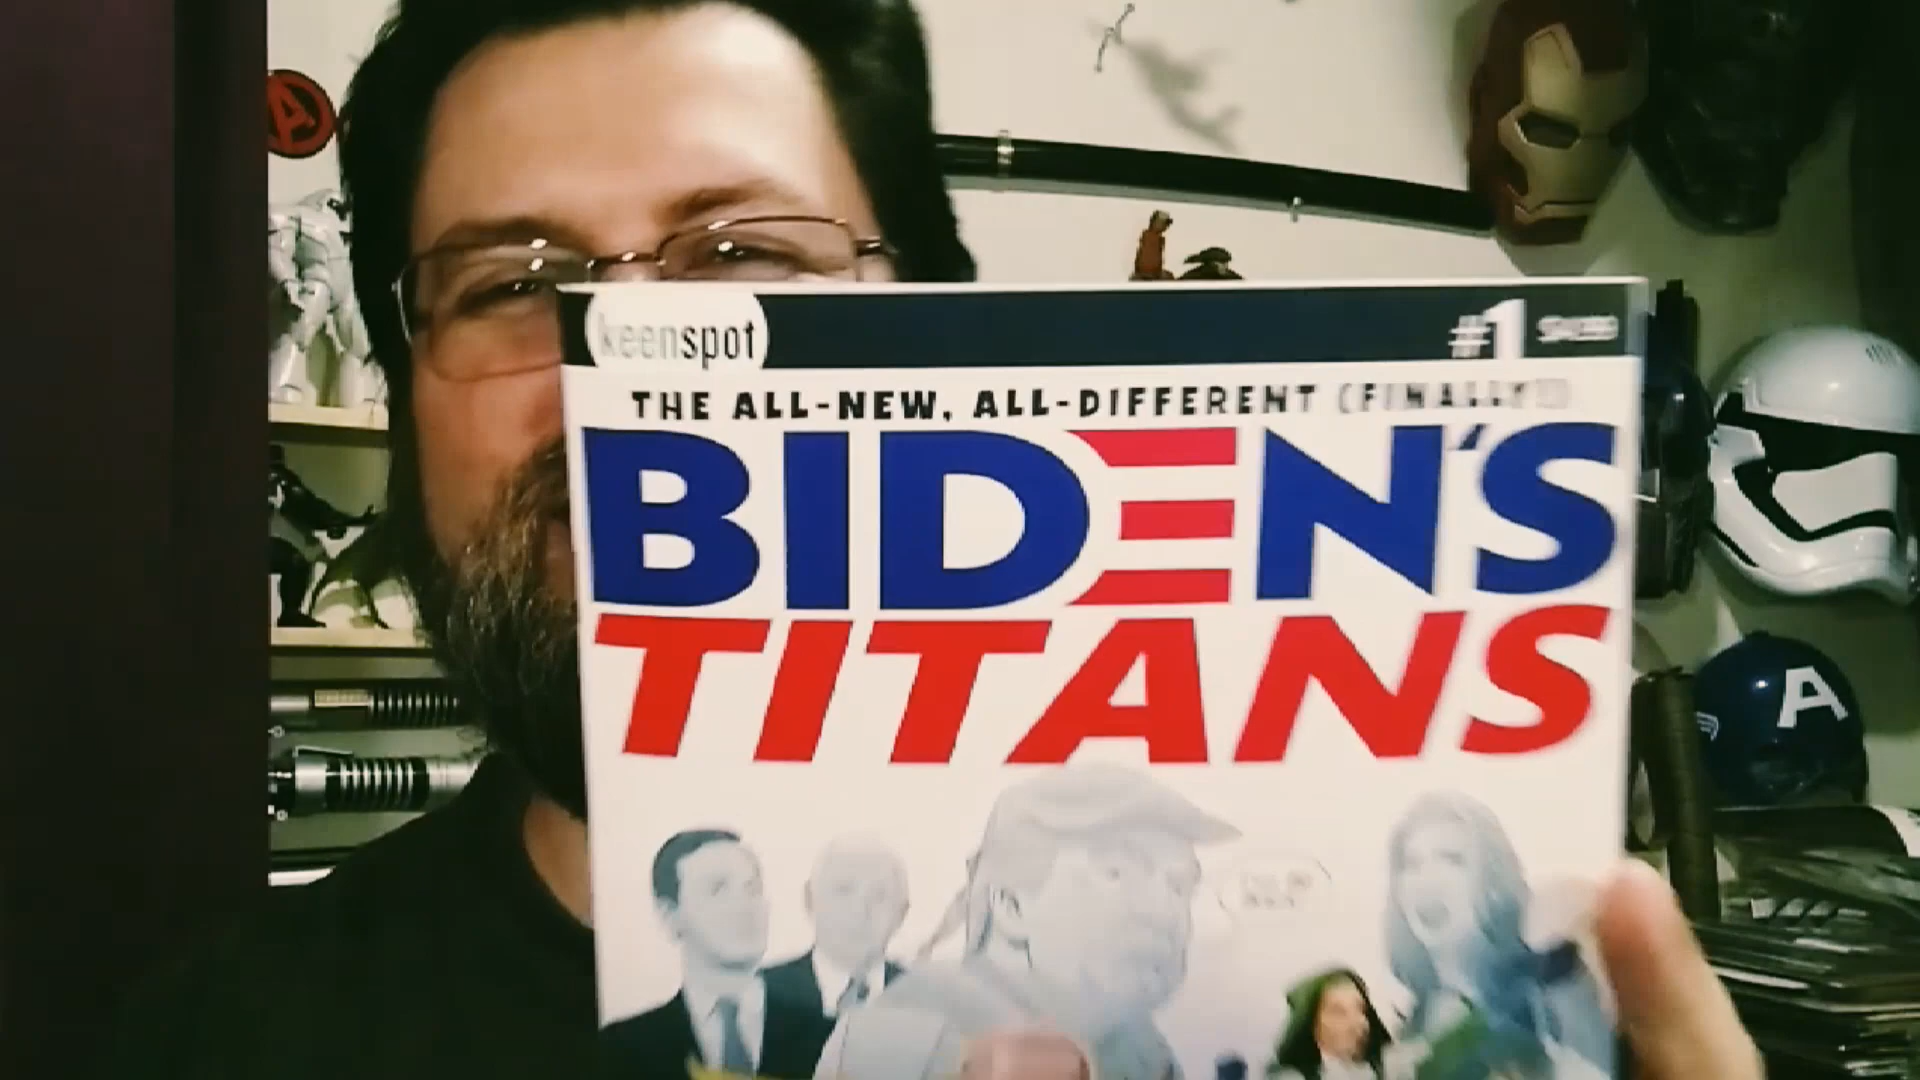 keenspot
#1
THE ALL-NEW, ALL-DIFFERENT (FINALLY!)
BIDEN'S
TITANS
A
A